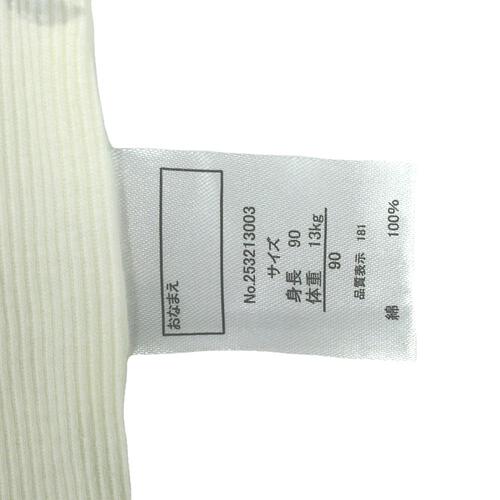 おなまえ
No.253213003
サイズ
身長 90
体重 13kg
90
品質表示 181
綿 100%